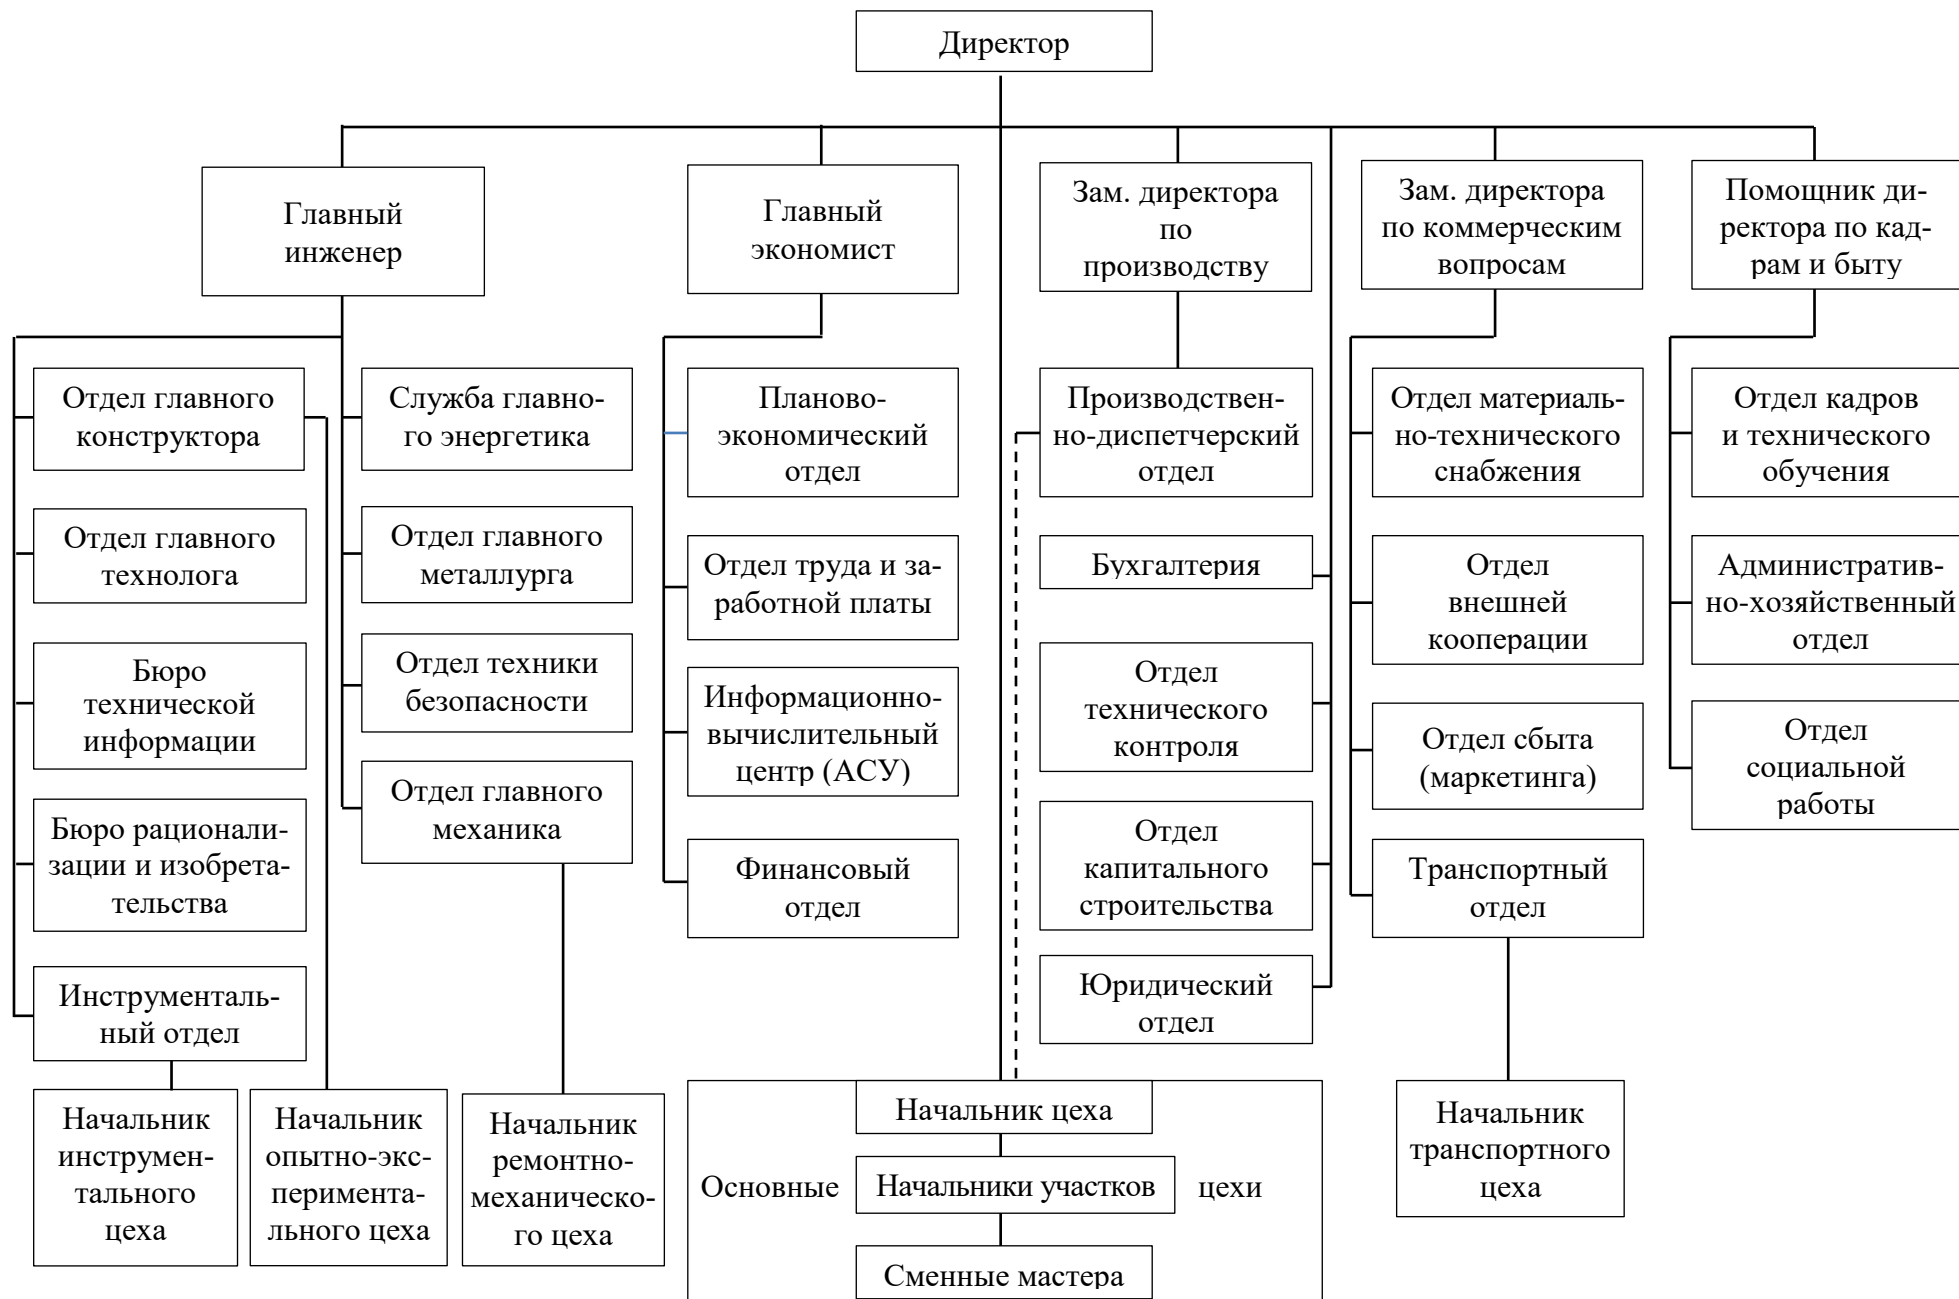 Директор
Главный
инженер
Главный
экономист
Зам. директора
по
производству
Зам. директора
по коммерческим
вопросам
Помощник ди-
ректора по кад-
рам и быту
Отдел главного
конструктора
Служба главно-
го энергетика
Планово-
экономический
отдел
Производствен-
но-диспетчерский
отдел
Отдел материаль-
но-технического
снабжения
Отдел кадров
и технического
обучения
Отдел главного
технолога
Отдел главного
металлурга
Отдел труда и за-
работной платы
Бухгалтерия
Отдел
внешней
кооперации
Административ-
но-хозяйственный
отдел
Бюро
технической
информации
Отдел техники
безопасности
Информационно-
вычислительный
центр (АСУ)
Отдел
технического
контроля
Отдел сбыта
(маркетинга)
Отдел
социальной
работы
Бюро рационали-
зации и изобрета-
тельства
Отдел главного
механика
Финансовый
отдел
Отдел
капитального
строительства
Транспортный
отдел
Инструменталь-
ный отдел
Юридический
отдел
Начальник
инструмен-
тального
цеха
Начальник
опытно-экс-
перимента-
льного цеха
Начальник
ремонтно-
механическо-
го цеха
Начальник цеха
Основные
Начальники участков
цехи
Сменные мастера
Начальник
транспортного
цеха